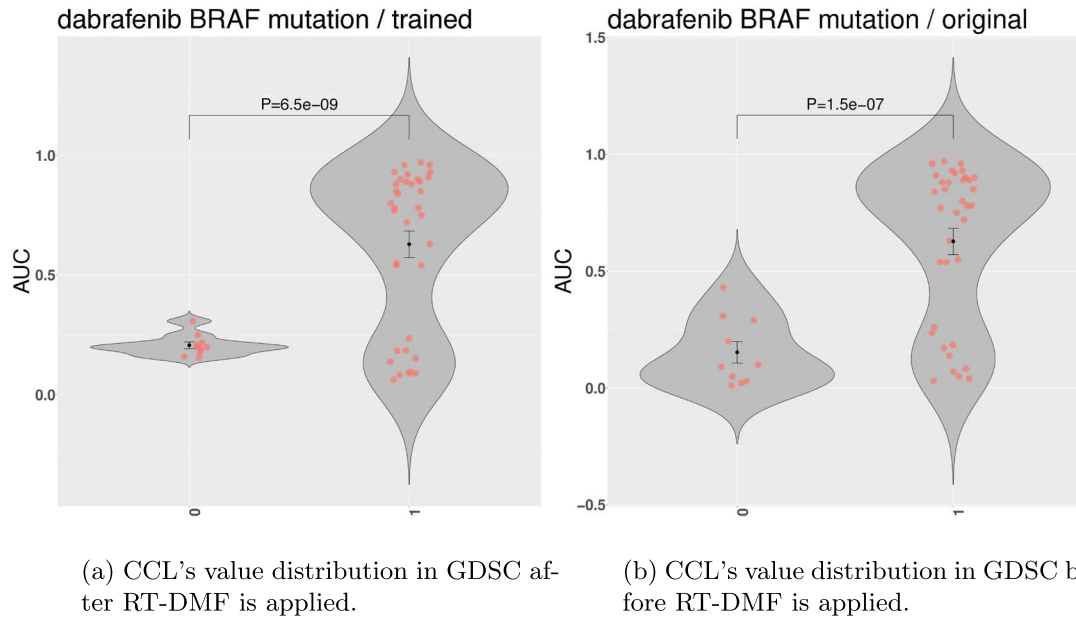 dabrafenib BRAF mutation / trained
P=6.5e−09
AUC
1.0
0.5
0.0
0
1
(a) CCL's value distribution in GDSC af-
ter RT-DMF is applied.
dabrafenib BRAF mutation / original
P=1.5e−07
AUC
1.5
1.0
0.5
0.0
−0.5
0
1
(b) CCL's value distribution in GDSC b
fore RT-DMF is applied.